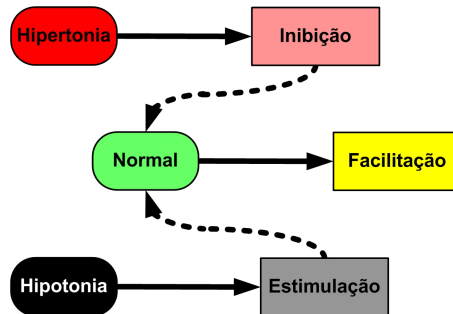 Hipertonia
Inibição
Normal
Facilitação
Hipotonia
Estimulação